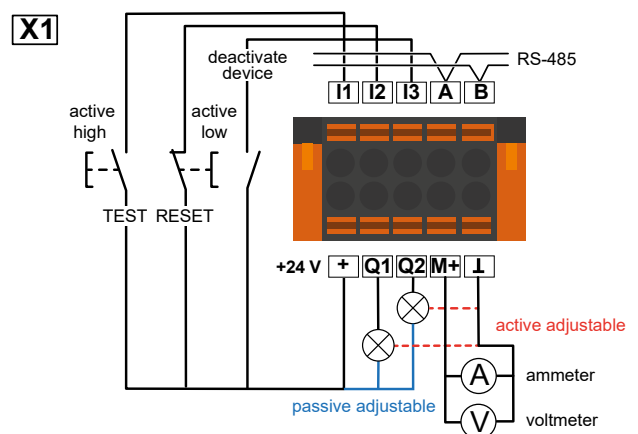 X1
deactivate
device
RS-485
active
high
active
low
I1 I2 I3 A B
TEST RESET
+24 V + Q1 Q2 M+ ⊥
active adjustable
passive adjustable
A ammeter
V voltmeter